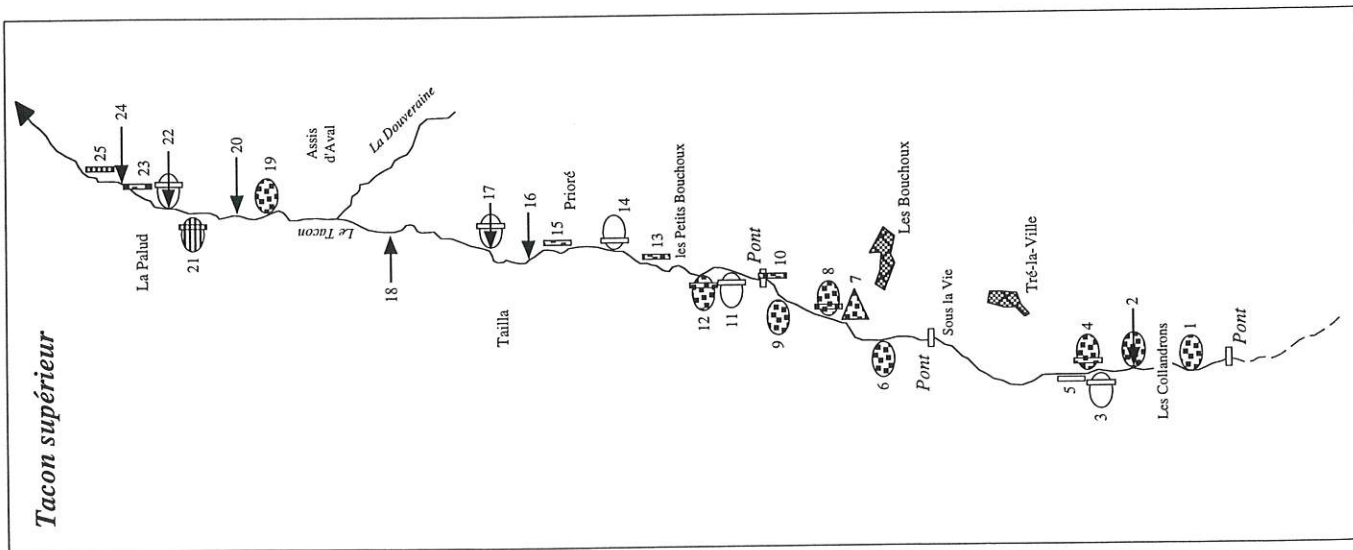 Tacon supérieur
24
25
22
23
La Douveraine
20
Assis
d'Aval
19
La Palud
21
Le Tacon
17
18
16
Prioré
15
14
Tailla
13
les Petits Bouchoux
Pont
10
12
11
Les Bouchoux
8
7
9
Sous la Vie
6
Pont
Tré-la-Ville
2
4
1
5
3
Les Collandrons
Pont